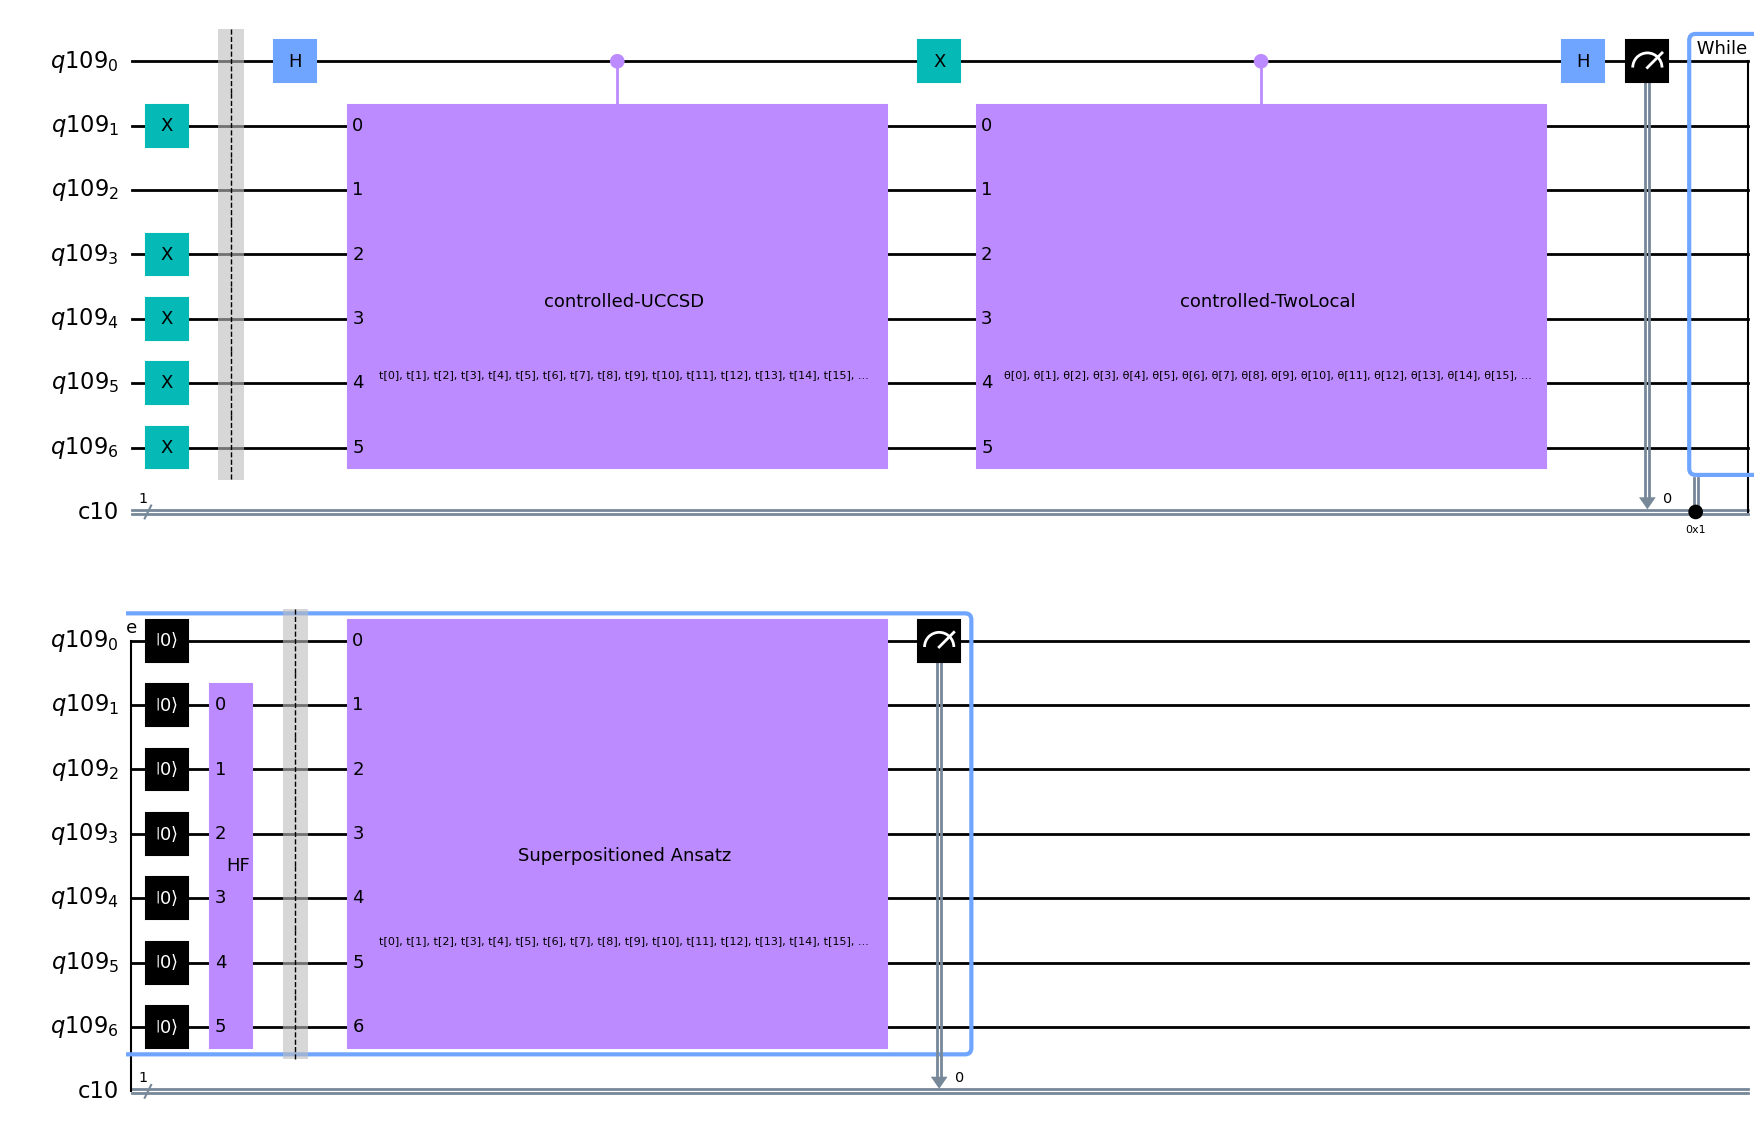 q109₀ H X H While
q109₁ X 0 0
q109₂ 1 1
q109₃ X 2 2
controlled-UCCSD controlled-TwoLocal
q109₄ X 3 3
t[0], t[1], t[2], t[3], t[4], t[5], t[6], t[7], t[8], t[9], t[10], t[11], t[12], t[13], t[14], t[15], ... θ[0], θ[1], θ[2], θ[3], θ[4], θ[5], θ[6], θ[7], θ[8], θ[9], θ[10], θ[11], θ[12], θ[13], θ[14], θ[15], ...
q109₅ X 4 4
q109₆ X 5 5
c10 1 0
0x1
e
q109₀ |0⟩ 0
q109₁ |0⟩ 0 1
q109₂ |0⟩ 1 2
q109₃ |0⟩ 2 3
HF Superpositioned Ansatz
q109₄ |0⟩ 3 4
t[0], t[1], t[2], t[3], t[4], t[5], t[6], t[7], t[8], t[9], t[10], t[11], t[12], t[13], t[14], t[15], ...
q109₅ |0⟩ 4 5
q109₆ |0⟩ 5 6
c10 1 0